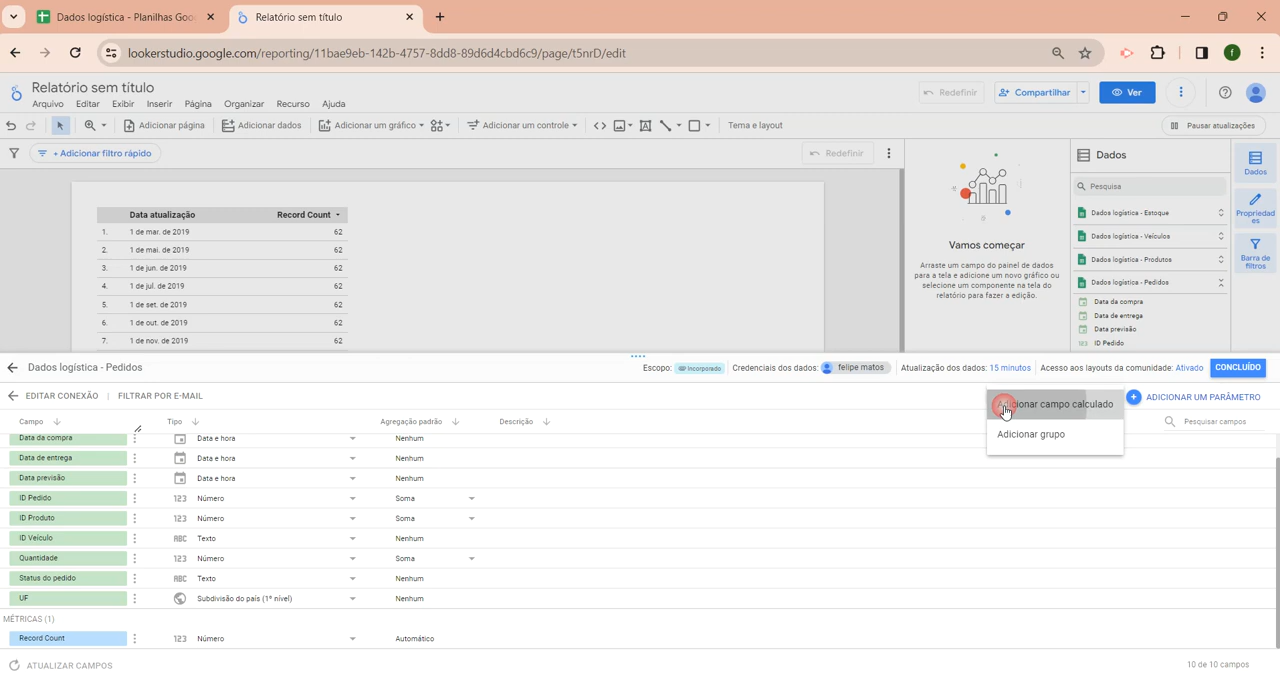 Dados logística - Planilhas Goo
Relatório sem título
lookerstudio.google.com/reporting/11bae9eb-142b-4757-8dd8-89d6d4cbd6c9/page/t5nrD/edit
f
Relatório sem título
Arquivo Editar Exibir Inserir Página Organizar Recurso Ajuda
Redefinir
Compartilhar
Ver
Adicionar página
Adicionar dados
Adicionar um gráfico
Adicionar um controle
Tema e layout
Pausar atualizações
+ Adicionar filtro rápido
Redefinir
Data atualização Record Count
1. 1 de mar. de 2019 62
2. 1 de mai. de 2019 62
3. 1 de jun. de 2019 62
4. 1 de jul. de 2019 62
5. 1 de set. de 2019 62
6. 1 de out. de 2019 62
7. 1 de nov. de 2019 62
Vamos começar
Arraste um campo do painel de dados
para a tela e adicione um novo gráfico ou
selecione um componente na tela do
relatório para fazer a edição.
Dados
Pesquisa
Dados logística - Estoque
Dados logística - Veículos
Dados logística - Produtos
Dados logística - Pedidos
Data da compra
Data de entrega
Data previsão
123 ID Pedido
Dados
Propriedad
es
Barra de
filtros
Dados logística - Pedidos
Escopo: Incorporado
Credenciais dos dados: felipe matos
Atualização dos dados: 15 minutos
Acesso aos layouts da comunidade: Ativado
CONCLUÍDO
EDITAR CONEXÃO | FILTRAR POR E-MAIL
Adicionar campo calculado
Adicionar grupo
ADICIONAR UM PARÂMETRO
Campo Tipo Agregação padrão Descrição
Pesquisar campos
Data da compra Data e hora Nenhum
Data de entrega Data e hora Nenhum
Data previsão Data e hora Nenhum
ID Pedido 123 Número Soma
ID Produto 123 Número Soma
ID Veículo ABC Texto Nenhum
Quantidade 123 Número Soma
Status do pedido ABC Texto Nenhum
UF Subdivisão do país (1º nível) Nenhum
MÉTRICAS (1)
Record Count 123 Número Automático
ATUALIZAR CAMPOS
10 de 10 campos